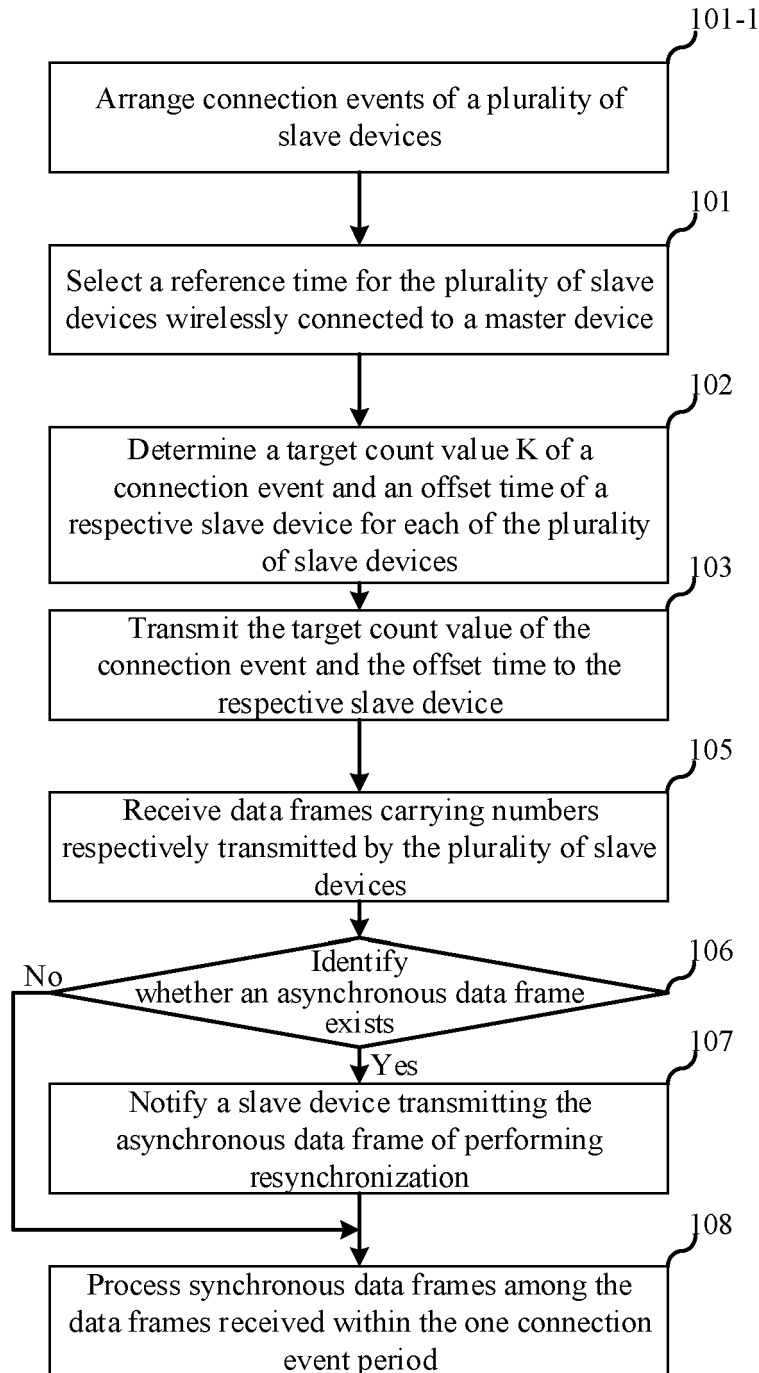 101-1
Arrange connection events of a plurality of
slave devices
101
Select a reference time for the plurality of slave
devices wirelessly connected to a master device
102
Determine a target count value K of a
connection event and an offset time of a
respective slave device for each of the plurality
of slave devices
103
Transmit the target count value of the
connection event and the offset time to the
respective slave device
105
Receive data frames carrying numbers
respectively transmitted by the plurality of slave
devices
106
Identify
whether an asynchronous data frame
exists
No
Yes
107
Notify a slave device transmitting the
asynchronous data frame of performing
resynchronization
108
Process synchronous data frames among the
data frames received within the one connection
event period